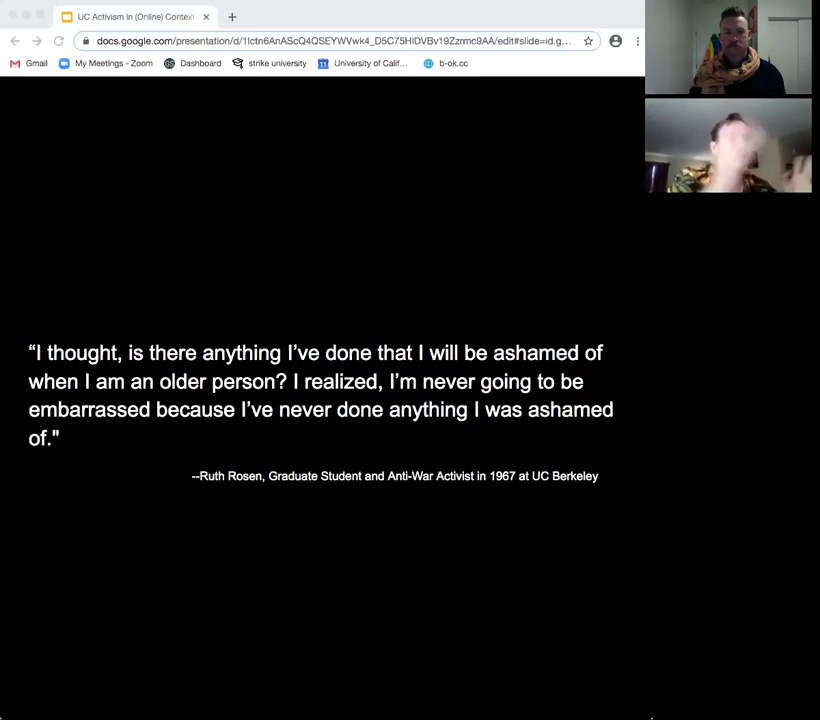 UC Activism In (Online) Context
docs.google.com/presentation/d/1lctn6AnAScQ4QSEYWVwk4_D5C75HIDVBv19Zzrmc9AA/edit#slide=id.g...
Gmail My Meetings - Zoom Dashboard strike university University of Calif... b-ok.cc
“I thought, is there anything I’ve done that I will be ashamed of
when I am an older person? I realized, I’m never going to be
embarrassed because I’ve never done anything I was ashamed
of."
--Ruth Rosen, Graduate Student and Anti-War Activist in 1967 at UC Berkeley